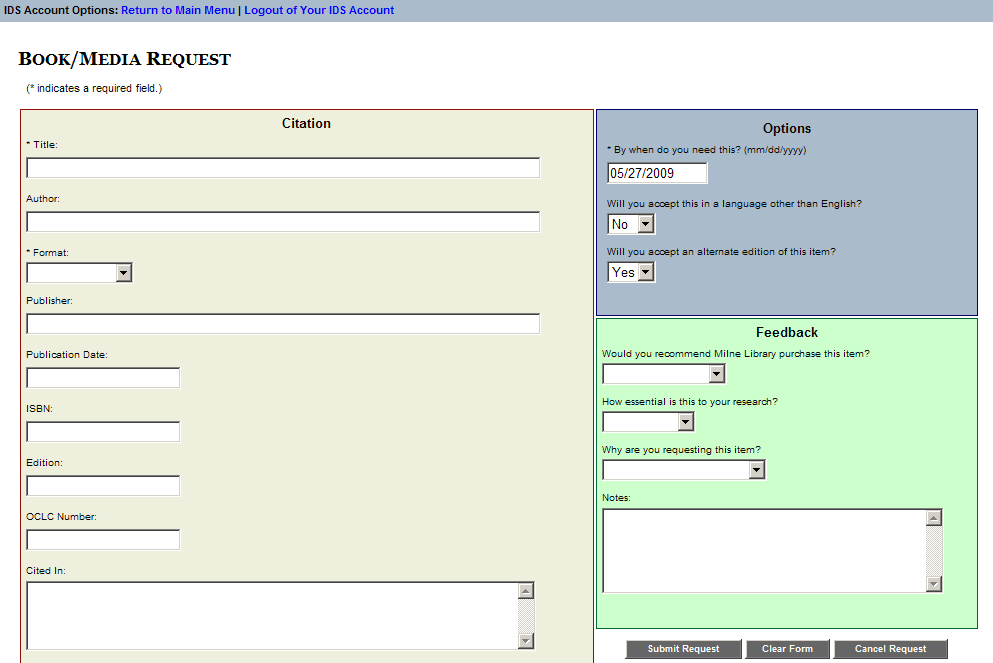 IDS Account Options: Return to Main Menu | Logout of Your IDS Account
BOOK/MEDIA REQUEST
(* indicates a required field.)
Citation
* Title:
Author:
* Format:
Publisher:
Publication Date:
ISBN:
Edition:
OCLC Number:
Cited In:
Options
* By when do you need this? (mm/dd/yyyy)
05/27/2009
Will you accept this in a language other than English?
No
Will you accept an alternate edition of this item?
Yes
Feedback
Would you recommend Milne Library purchase this item?
How essential is this to your research?
Why are you requesting this item?
Notes:
Submit Request Clear Form Cancel Request